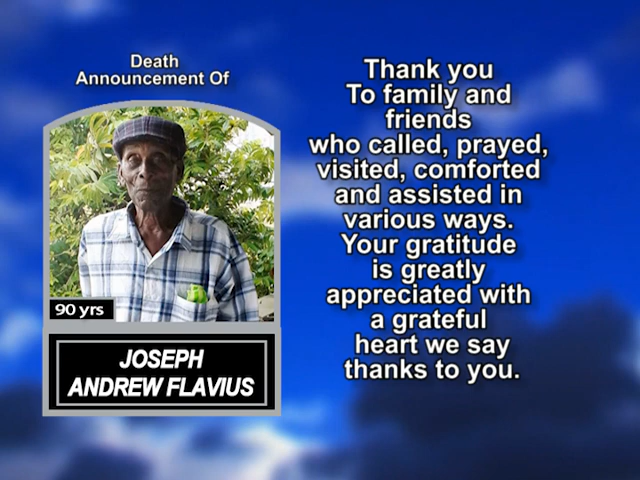 Death
Announcement Of
90 yrs
JOSEPH
ANDREW FLAVIUS
Thank you
To family and
friends
who called, prayed,
visited, comforted
and assisted in
various ways.
Your gratitude
is greatly
appreciated with
a grateful
heart we say
thanks to you.